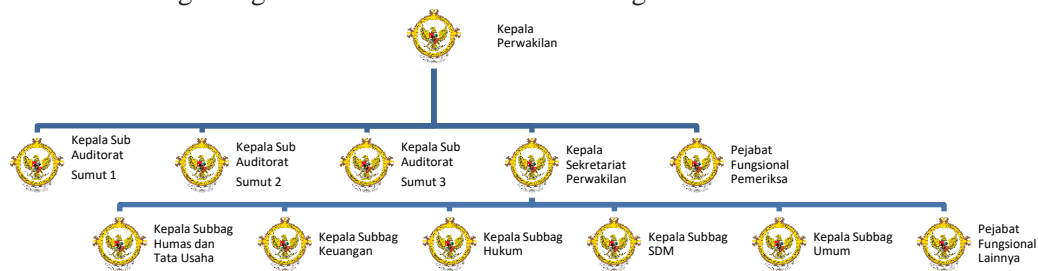 Kepala
Perwakilan
Kepala Sub
Auditorat
Sumut 1
Kepala Sub
Auditorat
Sumut 2
Kepala Sub
Auditorat
Sumut 3
Kepala
Sekretariat
Perwakilan
Pejabat
Fungsional
Pemeriksa
Kepala Subbag
Humas dan
Tata Usaha
Kepala Subbag
Keuangan
Kepala Subbag
Hukum
Kepala Subbag
SDM
Kepala Subbag
Umum
Pejabat
Fungsional
Lainnya